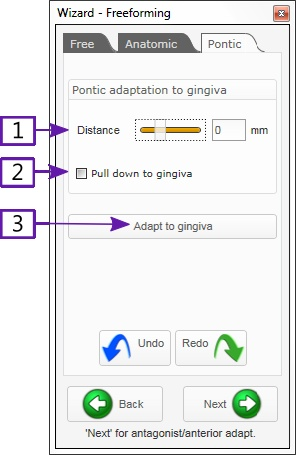 Wizard - Freeforming
Free Anatomic Pontic
Pontic adaptation to gingiva
1 Distance 0 mm
2 Pull down to gingiva
3 Adapt to gingiva
Undo Redo
Back Next
'Next' for antagonist/anterior adapt.